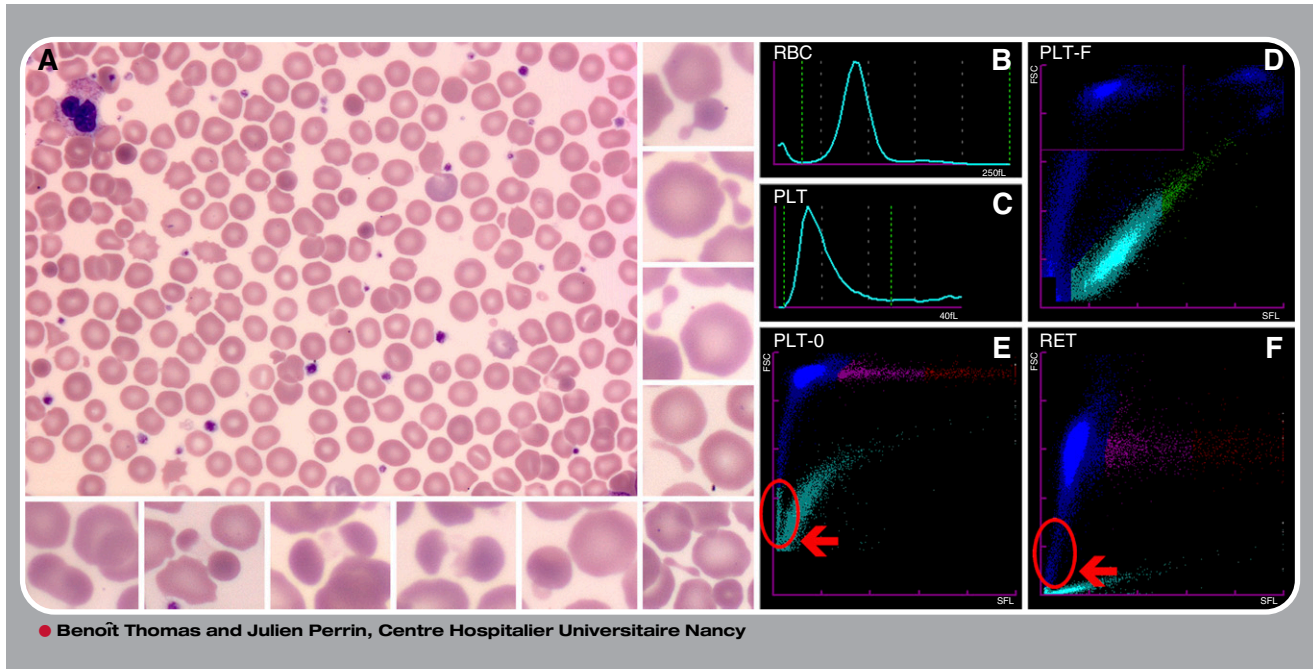 A
RBC
B
250fL
PLT
C
40fL
PLT-F
D
FSC
SFL
PLT-0
E
FSC
SFL
RET
F
FSC
SFL
Benoît Thomas and Julien Perrin, Centre Hospitalier Universitaire Nancy